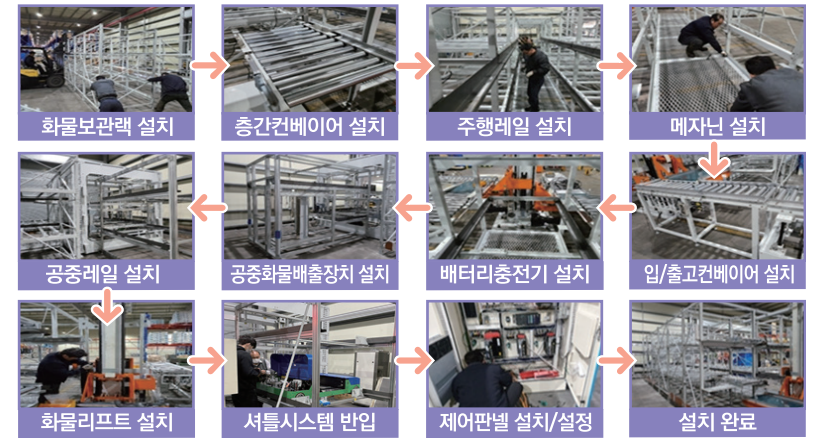 화물보관랙 설치
층간컨베이어 설치
주행레일 설치
메자닌 설치
입/출고컨베이어 설치
배터리충전기 설치
공중화물배출장치 설치
공중레일 설치
화물리프트 설치
셔틀시스템 반입
제어판넬 설치/설정
설치 완료